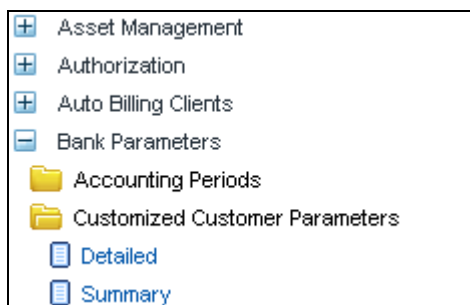 Asset Management
Authorization
Auto Billing Clients
Bank Parameters
Accounting Periods
Customized Customer Parameters
Detailed
Summary